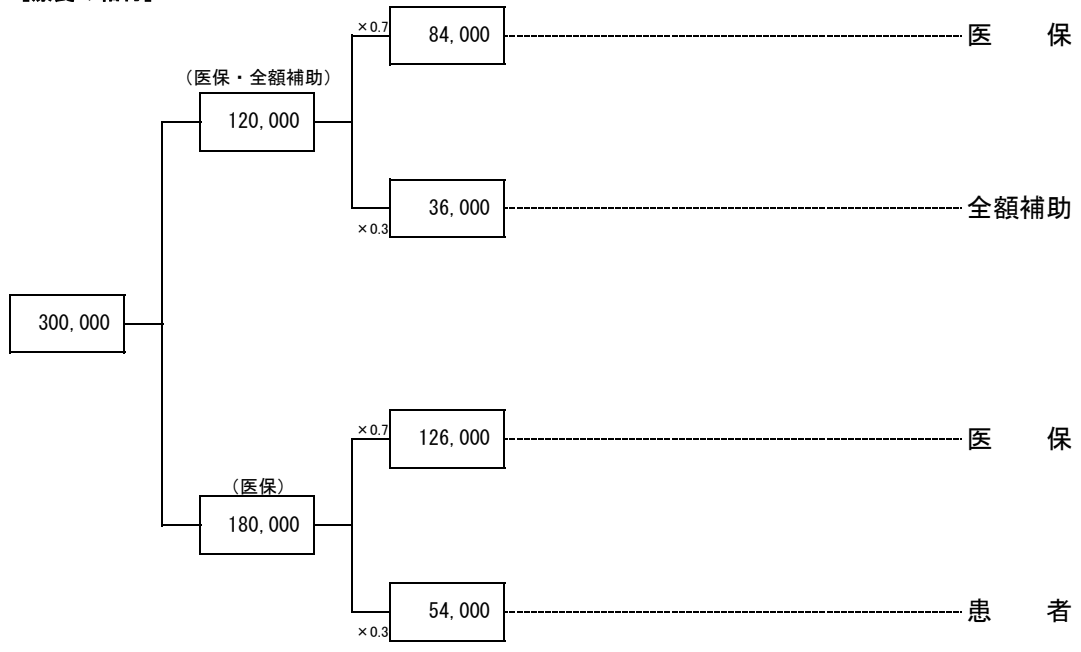 ×0.7
84,000
医 保
(医保・全額補助)
120,000
36,000
全額補助
×0.3
300,000
×0.7
126,000
医 保
(医保)
180,000
54,000
患 者
×0.3